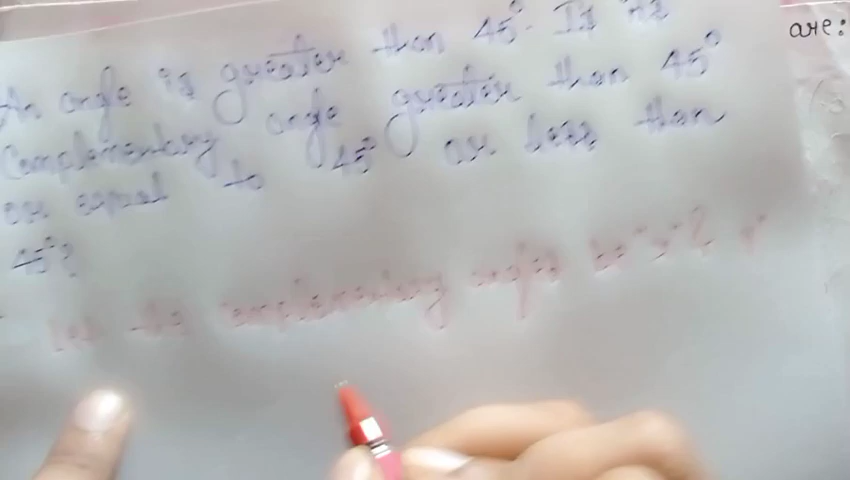 An angle is greater than 45°. Is its
complementary angle greater than 45°
or equal to 45° or less than
45°?
Let the complementary angles be "x" & 
are: